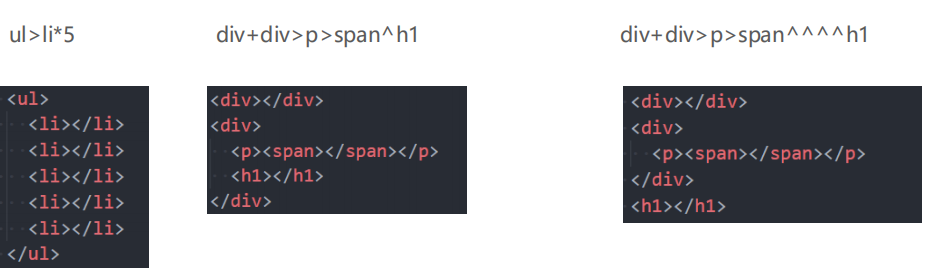 ul>li*5
div+div>p>span^h1
div+div>p>span^^^^h1
<ul>
<li></li>
<li></li>
<li></li>
<li></li>
<li></li>
</ul>
<div></div>
<div>
<p><span></span></p>
<h1></h1>
</div>
<div></div>
<div>
<p><span></span></p>
</div>
<h1></h1>